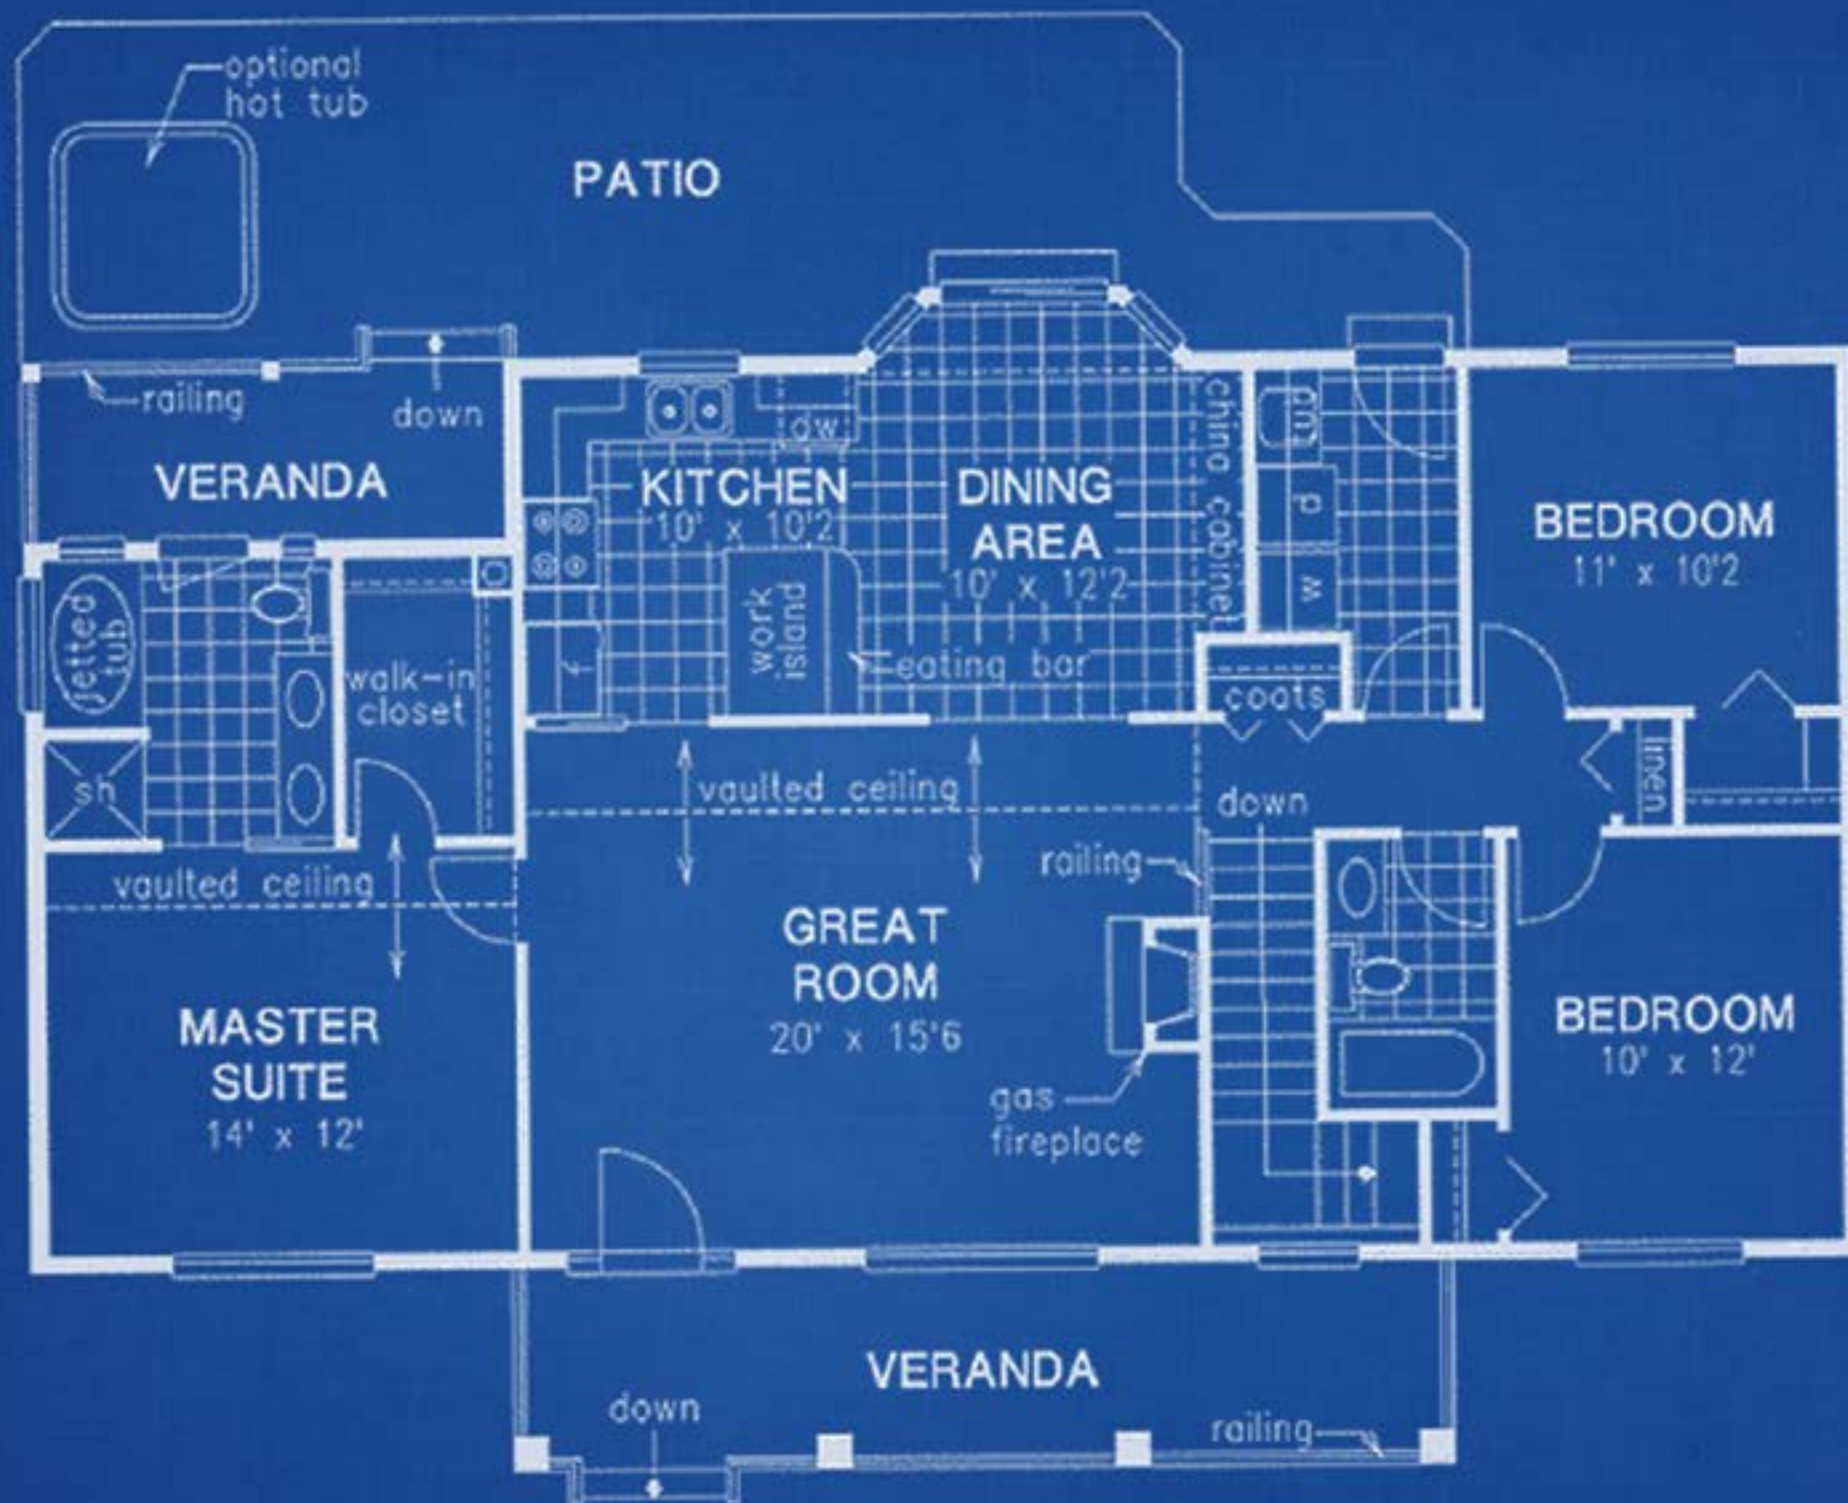 optional
hot tub
PATIO
railing
down
VERANDA
dw
KITCHEN
10' x 10'2
DINING
AREA
10' x 12'2
china cabinet
d
w
BEDROOM
11' x 10'2
jetted
tub
walk-in
closet
f
work
island
eating bar
coats
linen
sh
vaulted ceiling
down
vaulted ceiling
railing
GREAT
ROOM
20' x 15'6
MASTER
SUITE
14' x 12'
gas
fireplace
BEDROOM
10' x 12'
VERANDA
down
railing